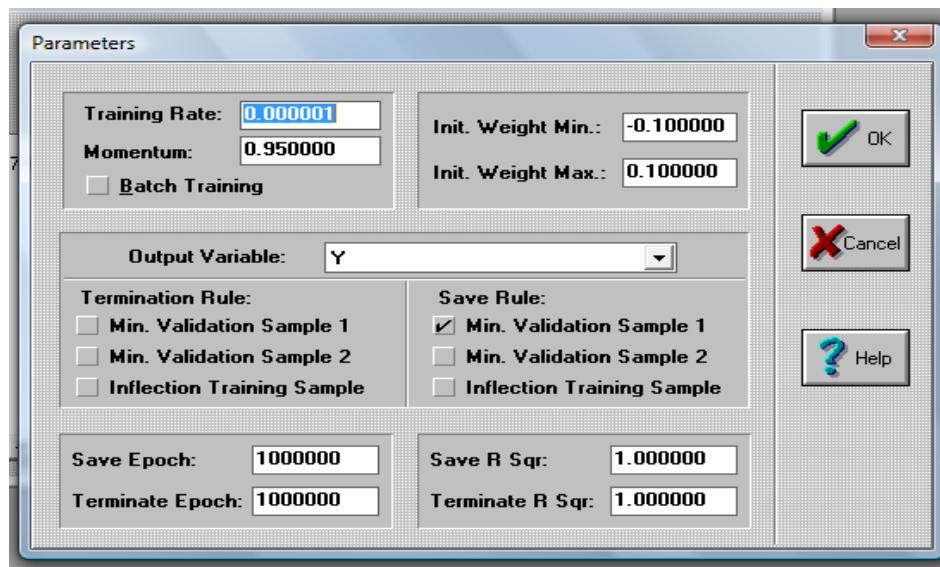 Parameters
Training Rate: 0.000001
Momentum: 0.950000
Batch Training
Init. Weight Min.: -0.100000
Init. Weight Max.: 0.100000
Output Variable: Y
Termination Rule:
Min. Validation Sample 1
Min. Validation Sample 2
Inflection Training Sample
Save Rule:
Min. Validation Sample 1
Min. Validation Sample 2
Inflection Training Sample
Save Epoch: 1000000
Terminate Epoch: 1000000
Save R Sqr: 1.000000
Terminate R Sqr: 1.000000
OK
Cancel
Help